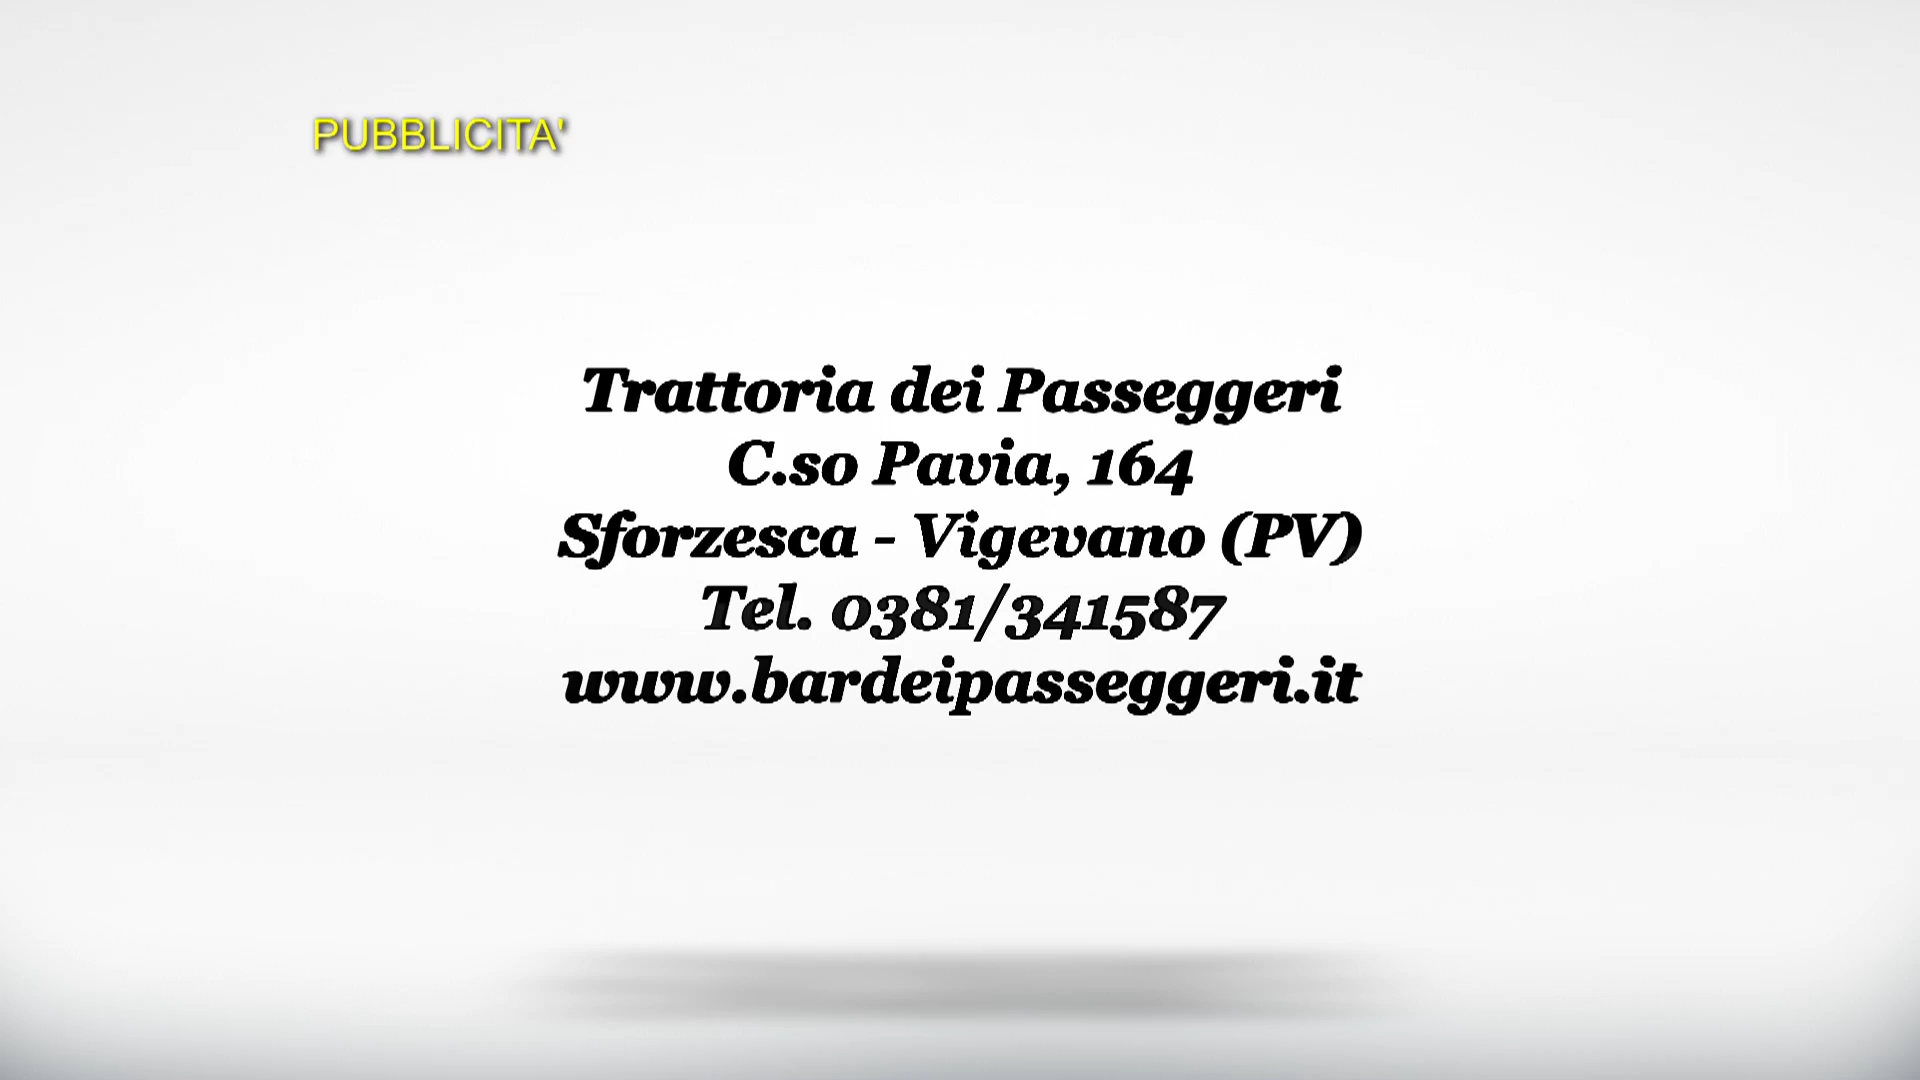 PUBBLICITA'
Trattoria dei Passeggeri
C.so Pavia, 164
Sforzesca - Vigevano (PV)
Tel. 0381/341587
www.bardeipasseggeri.it